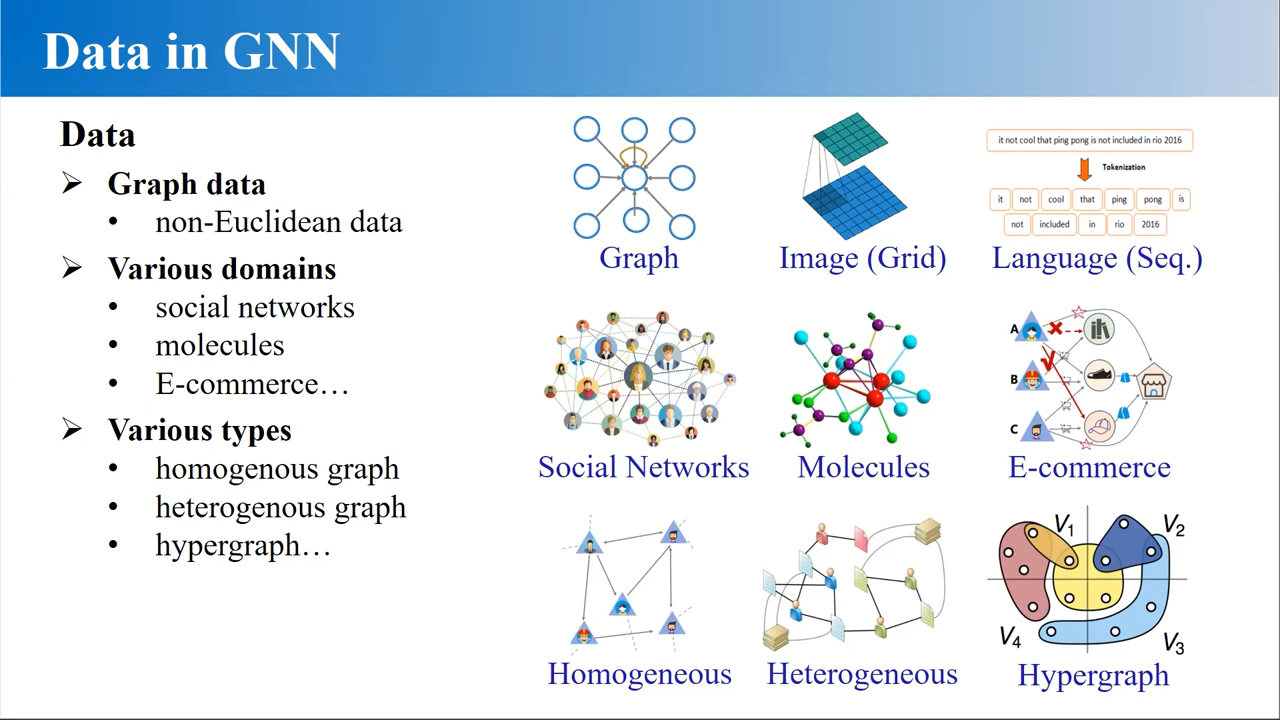 Data in GNN
Data
➢ Graph data
• non-Euclidean data
➢ Various domains
• social networks
• molecules
• E-commerce…
➢ Various types
• homogenous graph
• heterogenous graph
• hypergraph…
Graph
Image (Grid)
it not cool that ping pong is not included in rio 2016
Tokenization
it not cool that ping pong is
not included in rio 2016
Language (Seq.)
Social Networks
Molecules
A
B
C
E-commerce
Homogeneous
Heterogeneous
V1
V2
V4
V3
Hypergraph